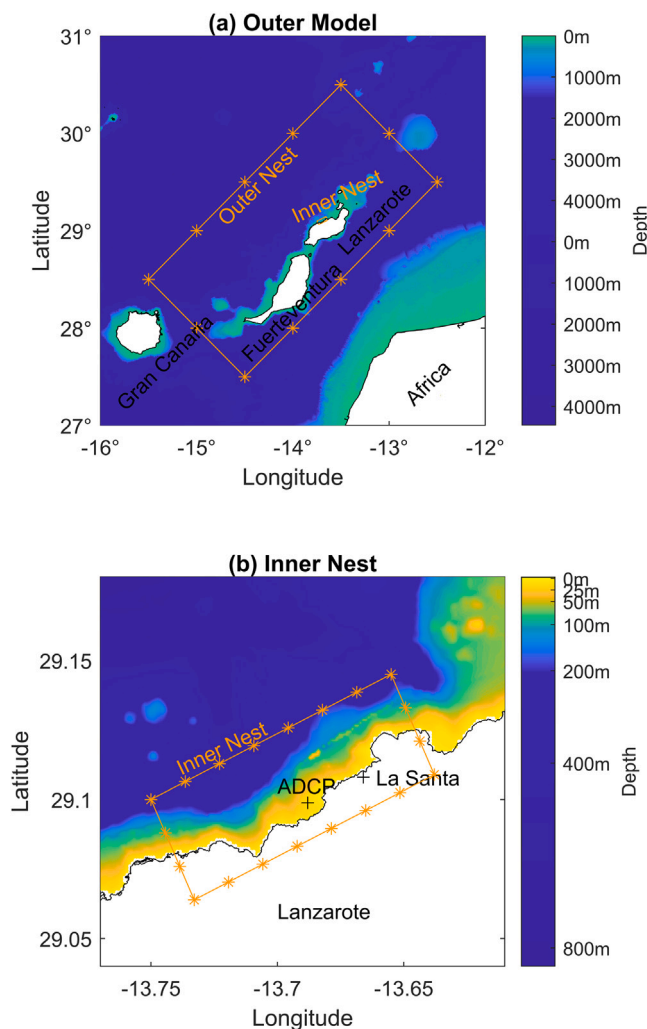 (a) Outer Model
31°
30°
29°
28°
27°
Latitude
-16°
-15°
-14°
-13°
-12°
Longitude
Outer Nest
Inner Nest
Lanzarote
Fuerteventura
Gran Canaria
Africa
0m
1000m
2000m
3000m
4000m
0m
1000m
2000m
3000m
4000m
Depth
(b) Inner Nest
29.15
29.1
29.05
Latitude
-13.75
-13.7
-13.65
Longitude
Inner Nest
ADCP
La Santa
Lanzarote
0m
25m
50m
100m
200m
400m
800m
Depth